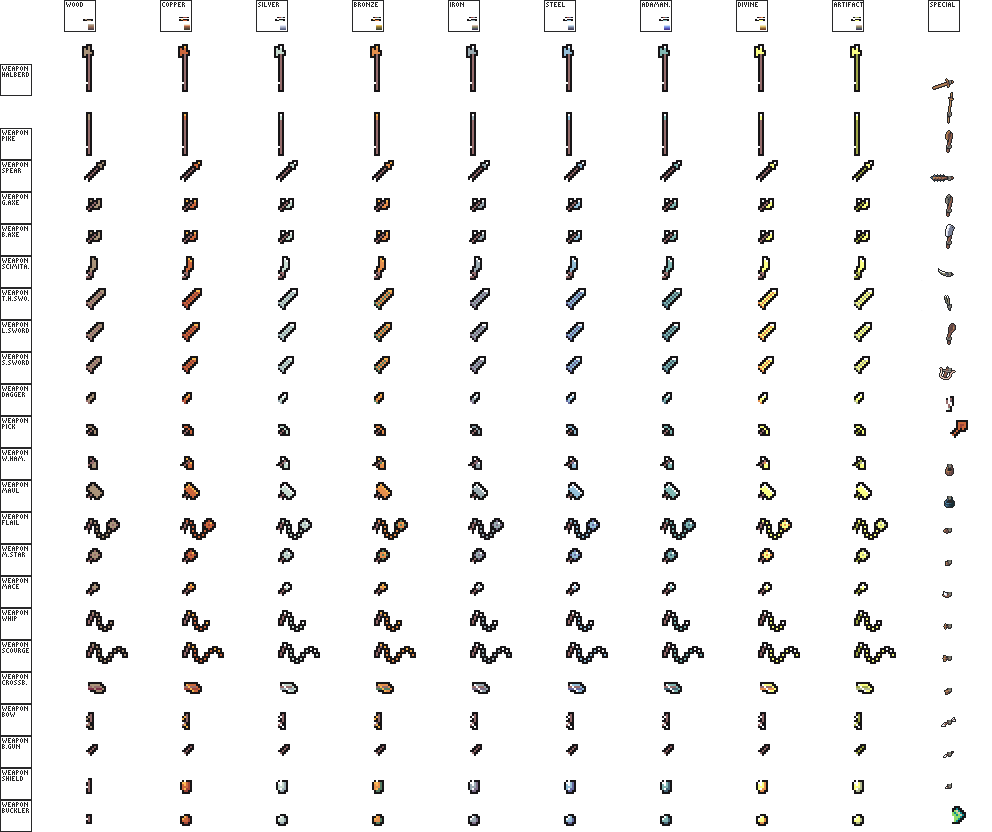 WOOD
COPPER
SILVER
BRONZE
IRON
STEEL
ADAMAN.
DIVINE
ARTIFACT
SPECIAL
WEAPON
HALBERD
WEAPON
PIKE
WEAPON
SPEAR
WEAPON
G.AXE
WEAPON
B.AXE
WEAPON
SCIMITA.
WEAPON
T.H.SWO.
WEAPON
L.SWORD
WEAPON
S.SWORD
WEAPON
DAGGER
WEAPON
PICK
WEAPON
W.HAM.
WEAPON
MAUL
WEAPON
FLAIL
WEAPON
M.STAR
WEAPON
MACE
WEAPON
WHIP
WEAPON
SCOURGE
WEAPON
CROSSB.
WEAPON
BOW
WEAPON
B.GUN
WEAPON
SHIELD
WEAPON
BUCKLER